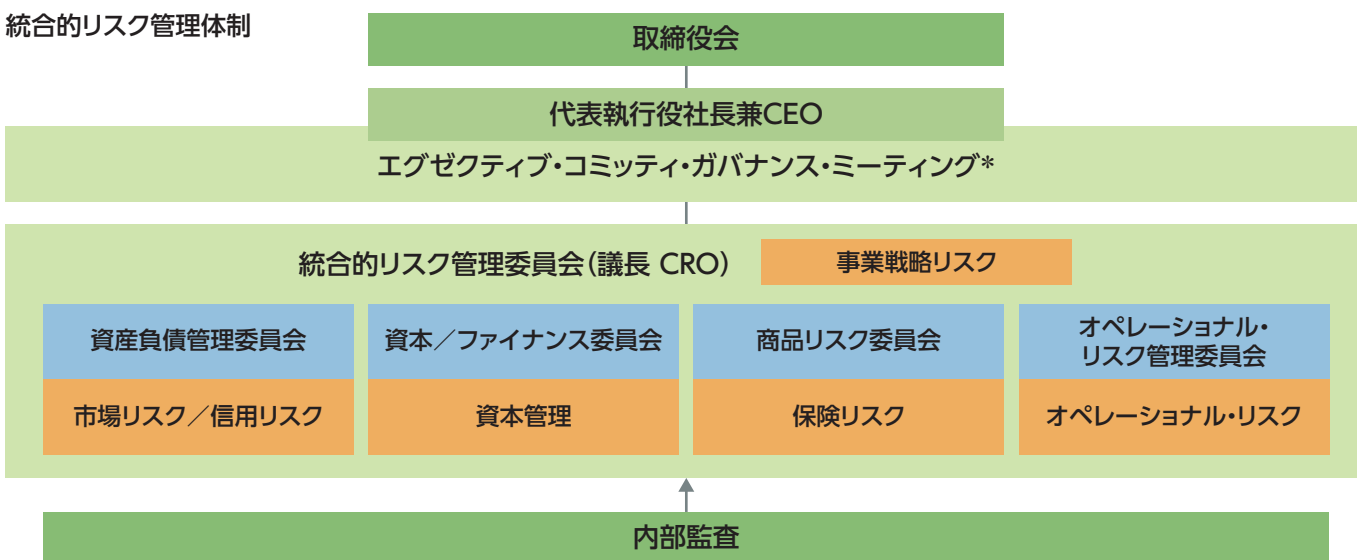 統合的リスク管理体制
取締役会
代表執行役社長兼CEO
エグゼクティブ・コミッティ・ガバナンス・ミーティング*
統合的リスク管理委員会(議長 CRO)
事業戦略リスク
資産負債管理委員会
資本／ファイナンス委員会
商品リスク委員会
オペレーショナル・
リスク管理委員会
市場リスク／信用リスク
資本管理
保険リスク
オペレーショナル・リスク
内部監査